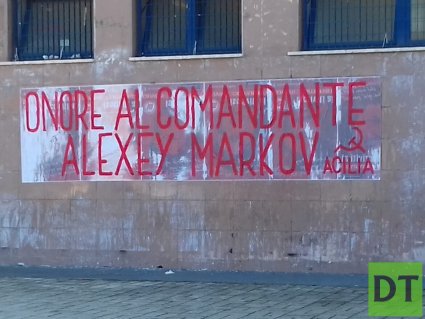 ONORE AL COMANDANTE
ALEXEY MARKOV
ACILIA
DT